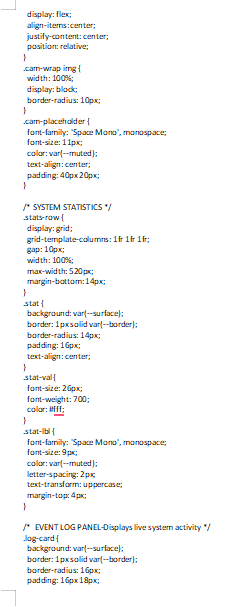 display: flex;
align-items: center;
justify-content: center;
position: relative;
}
.cam-wrap img {
width: 100%;
display: block;
border-radius: 10px;
}
.cam-placeholder {
font-family: 'Space Mono', monospace;
font-size: 11px;
color: var(--muted);
text-align: center;
padding: 40px 20px;
}
/* SYSTEM STATISTICS */
.stats-row {
display: grid;
grid-template-columns: 1fr 1fr 1fr;
gap: 10px;
width: 100%;
max-width: 520px;
margin-bottom: 14px;
}
.stat {
background: var(--surface);
border: 1px solid var(--border);
border-radius: 14px;
padding: 16px;
text-align: center;
}
.stat-val {
font-size: 26px;
font-weight: 700;
color: #fff;
}
.stat-lbl {
font-family: 'Space Mono', monospace;
font-size: 9px;
color: var(--muted);
letter-spacing: 2px;
text-transform: uppercase;
margin-top: 4px;
}
/* EVENT LOG PANEL-Displays live system activity */
.log-card {
background: var(--surface);
border: 1px solid var(--border);
border-radius: 16px;
padding: 16px 18px;